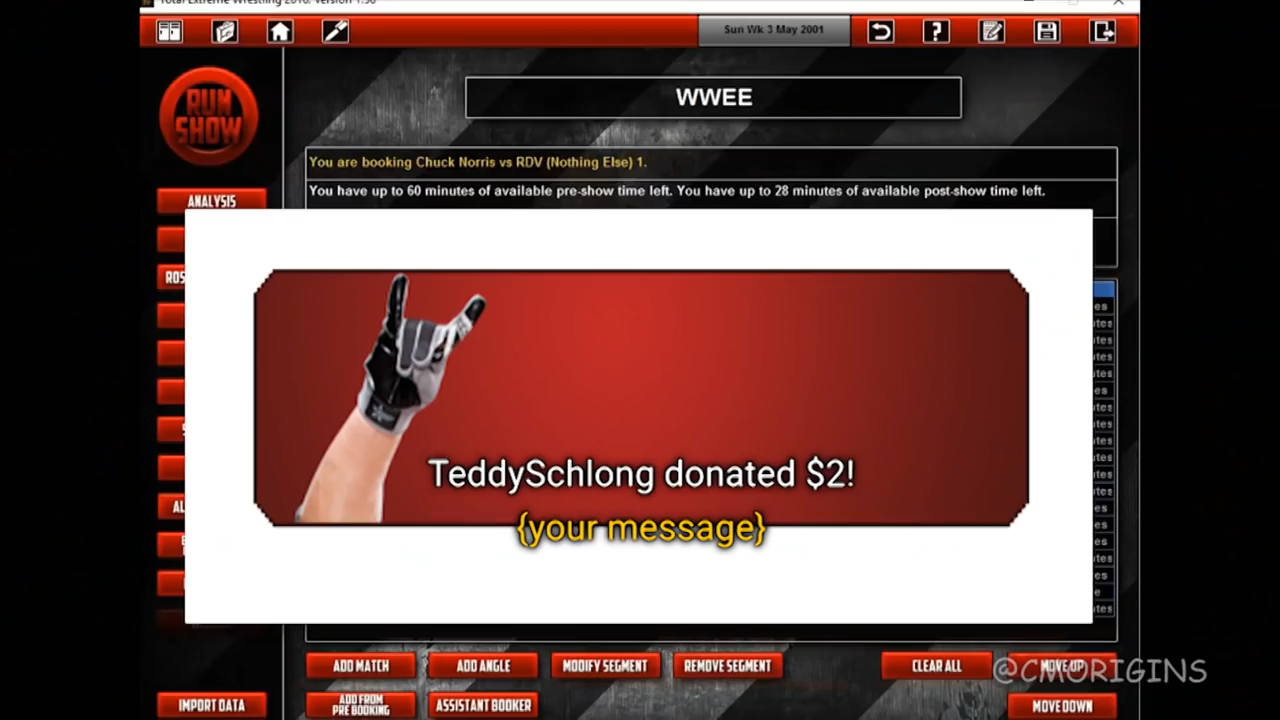 Total Extreme Wrestling 2016. Version 1.50
Sun Wk 3 May 2001
RUN
SHOW
WWEE
You are booking Chuck Norris vs RDV (Nothing Else) 1.
You have up to 60 minutes of available pre-show time left. You have up to 28 minutes of available post-show time left.
ANALYSIS
TeddySchlong donated $2!
{your message}
ADD MATCH
ADD ANGLE
MODIFY SEGMENT
REMOVE SEGMENT
CLEAR ALL
MOVE UP
@CMORIGINS
IMPORT DATA
ADD FROM
PRE BOOKING
ASSISTANT BOOKER
MOVE DOWN